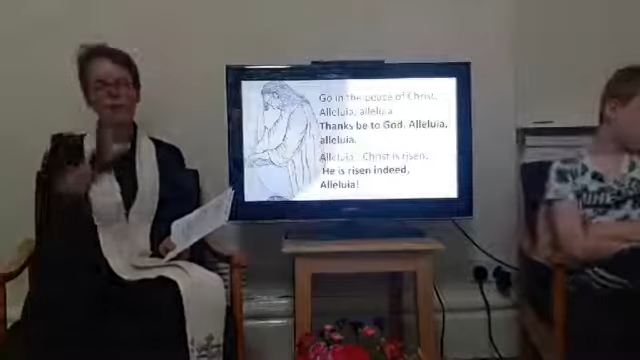 Go in the peace of Christ.
Alleluia, alleluia.
Thanks be to God. Alleluia,
alleluia.
Alleluia! Christ is risen.
He is risen indeed,
Alleluia!